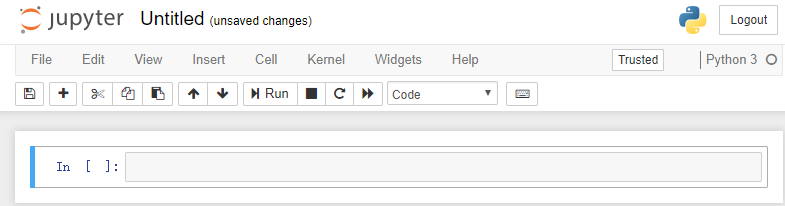 jupyter Untitled (unsaved changes) Logout
File Edit View Insert Cell Kernel Widgets Help Trusted Python 3
Run Code
In [ ]: